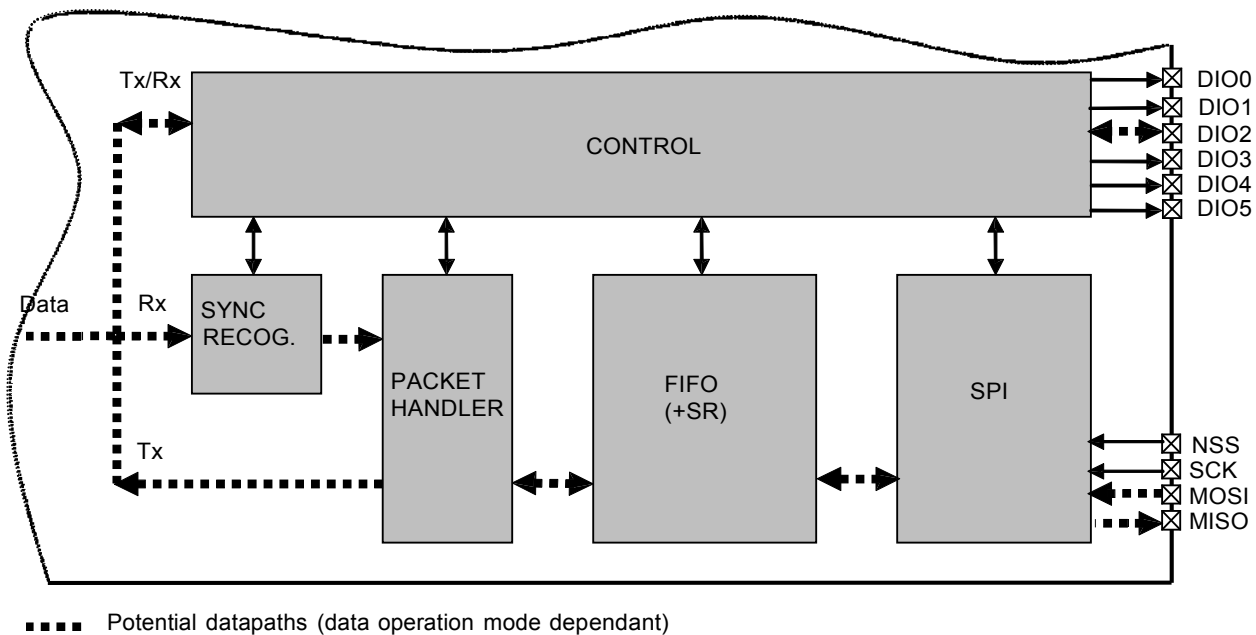 Tx/Rx
CONTROL
DIO0
DIO1
DIO2
DIO3
DIO4
DIO5
Data
Rx
SYNC
RECOG.
PACKET
HANDLER
FIFO
(+SR)
SPI
Tx
NSS
SCK
MOSI
MISO
Potential datapaths (data operation mode dependant)